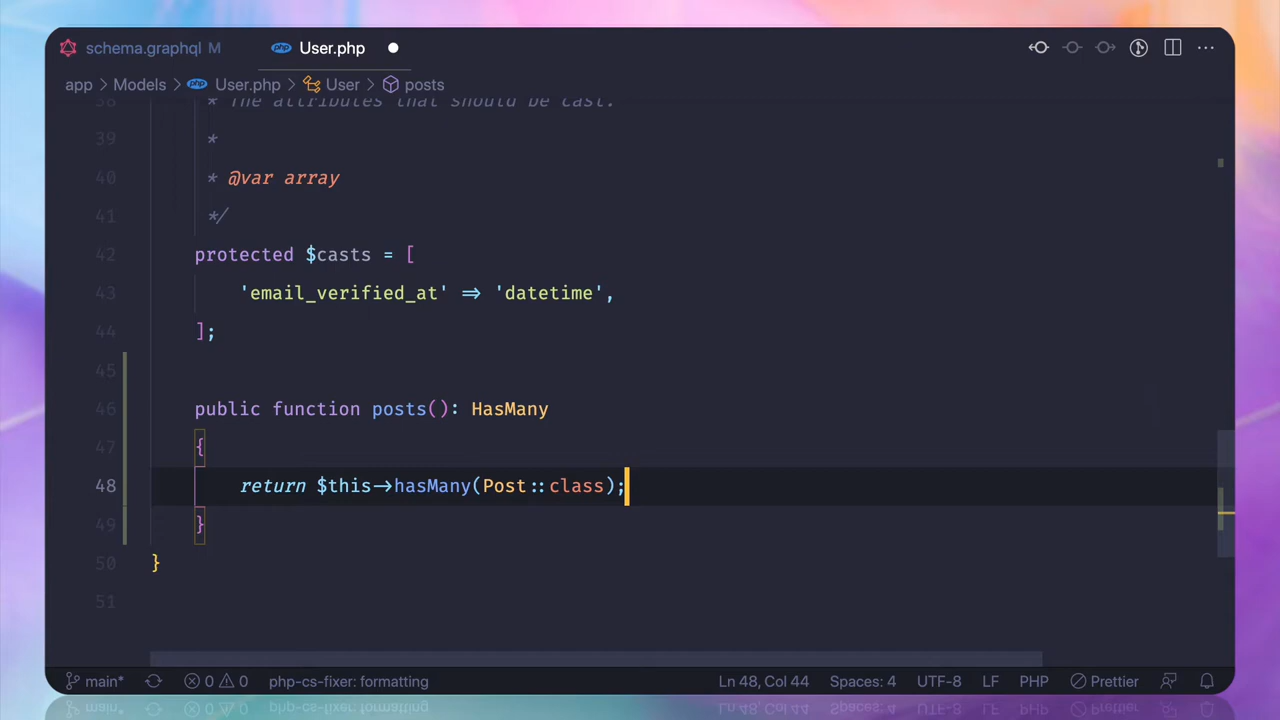 schema.graphql M
php User.php
app > Models > php User.php > User > posts
38 * The attributes that should be cast.
39 *
40 * @var array
41 */
42 protected $casts = [
43 'email_verified_at' => 'datetime',
44 ];
45
46 public function posts(): HasMany
47 {
48 return $this->hasMany(Post::class);
49 }
50 }
51
main* 0 0 php-cs-fixer: formatting Ln 48, Col 44 Spaces: 4 UTF-8 LF PHP Prettier